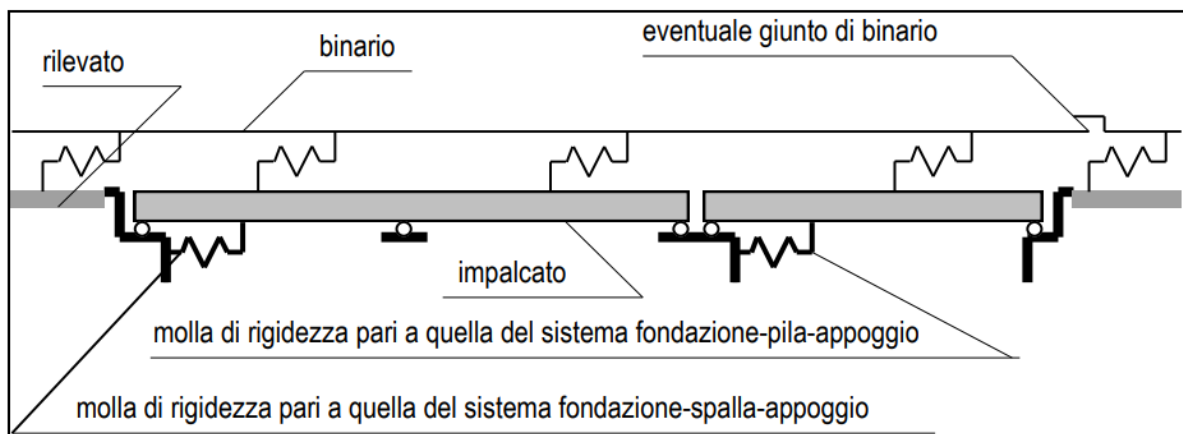 eventuale giunto di binario
binario
rilevato
impalcato
molla di rigidezza pari a quella del sistema fondazione-pila-appoggio
molla di rigidezza pari a quella del sistema fondazione-spalla-appoggio